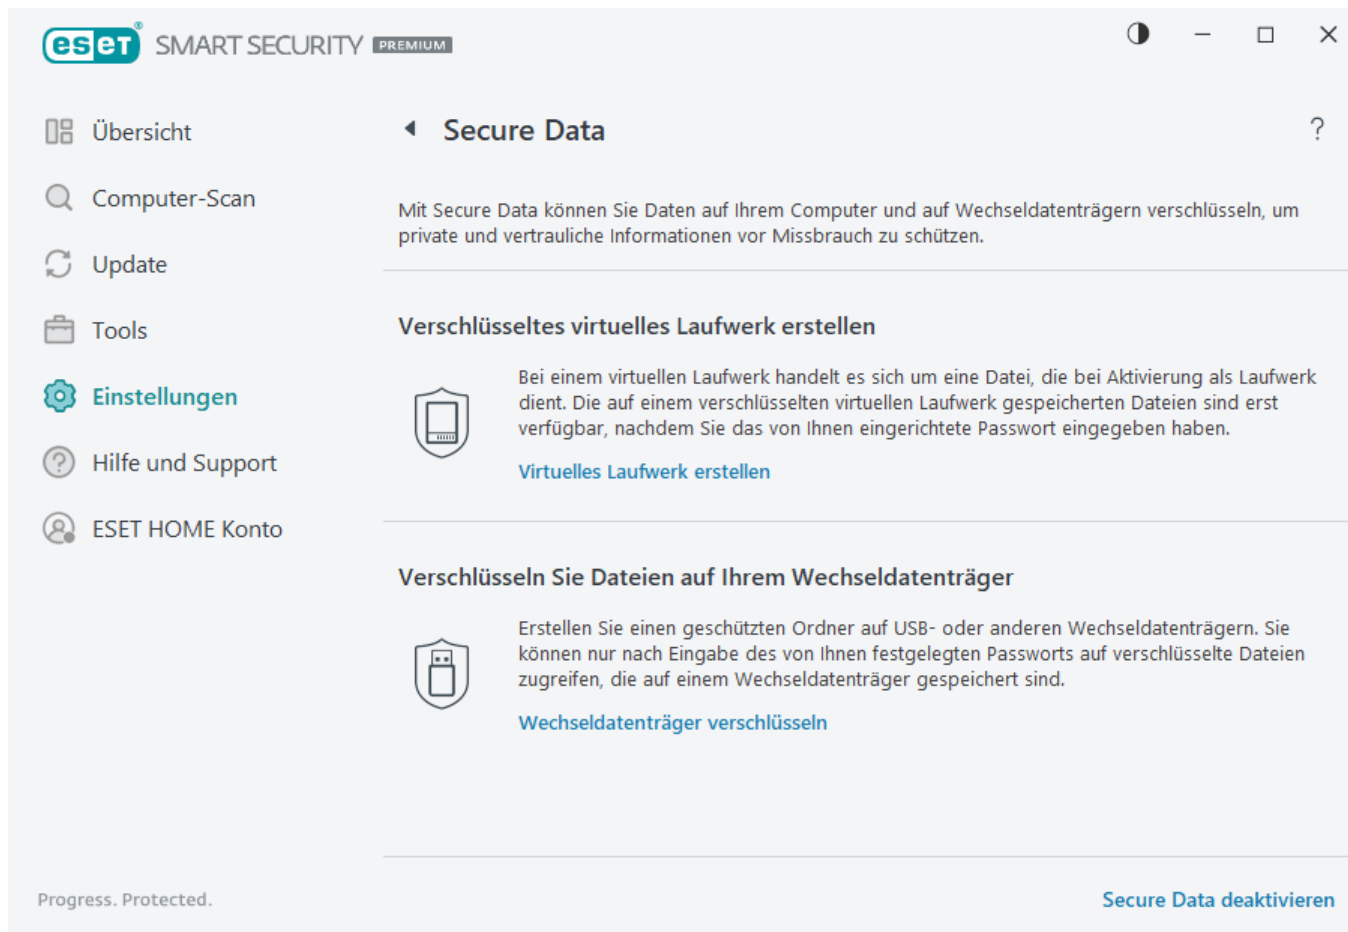 eset® SMART SECURITY PREMIUM
Übersicht
Computer-Scan
Update
Tools
Einstellungen
Hilfe und Support
ESET HOME Konto
Secure Data
?
Mit Secure Data können Sie Daten auf Ihrem Computer und auf Wechseldatenträgern verschlüsseln, um
private und vertrauliche Informationen vor Missbrauch zu schützen.
Verschlüsseltes virtuelles Laufwerk erstellen
Bei einem virtuellen Laufwerk handelt es sich um eine Datei, die bei Aktivierung als Laufwerk
dient. Die auf einem verschlüsselten virtuellen Laufwerk gespeicherten Dateien sind erst
verfügbar, nachdem Sie das von Ihnen eingerichtete Passwort eingegeben haben.
Virtuelles Laufwerk erstellen
Verschlüsseln Sie Dateien auf Ihrem Wechseldatenträger
Erstellen Sie einen geschützten Ordner auf USB- oder anderen Wechseldatenträgern. Sie
können nur nach Eingabe des von Ihnen festgelegten Passworts auf verschlüsselte Dateien
zugreifen, die auf einem Wechseldatenträger gespeichert sind.
Wechseldatenträger verschlüsseln
Progress. Protected.
Secure Data deaktivieren